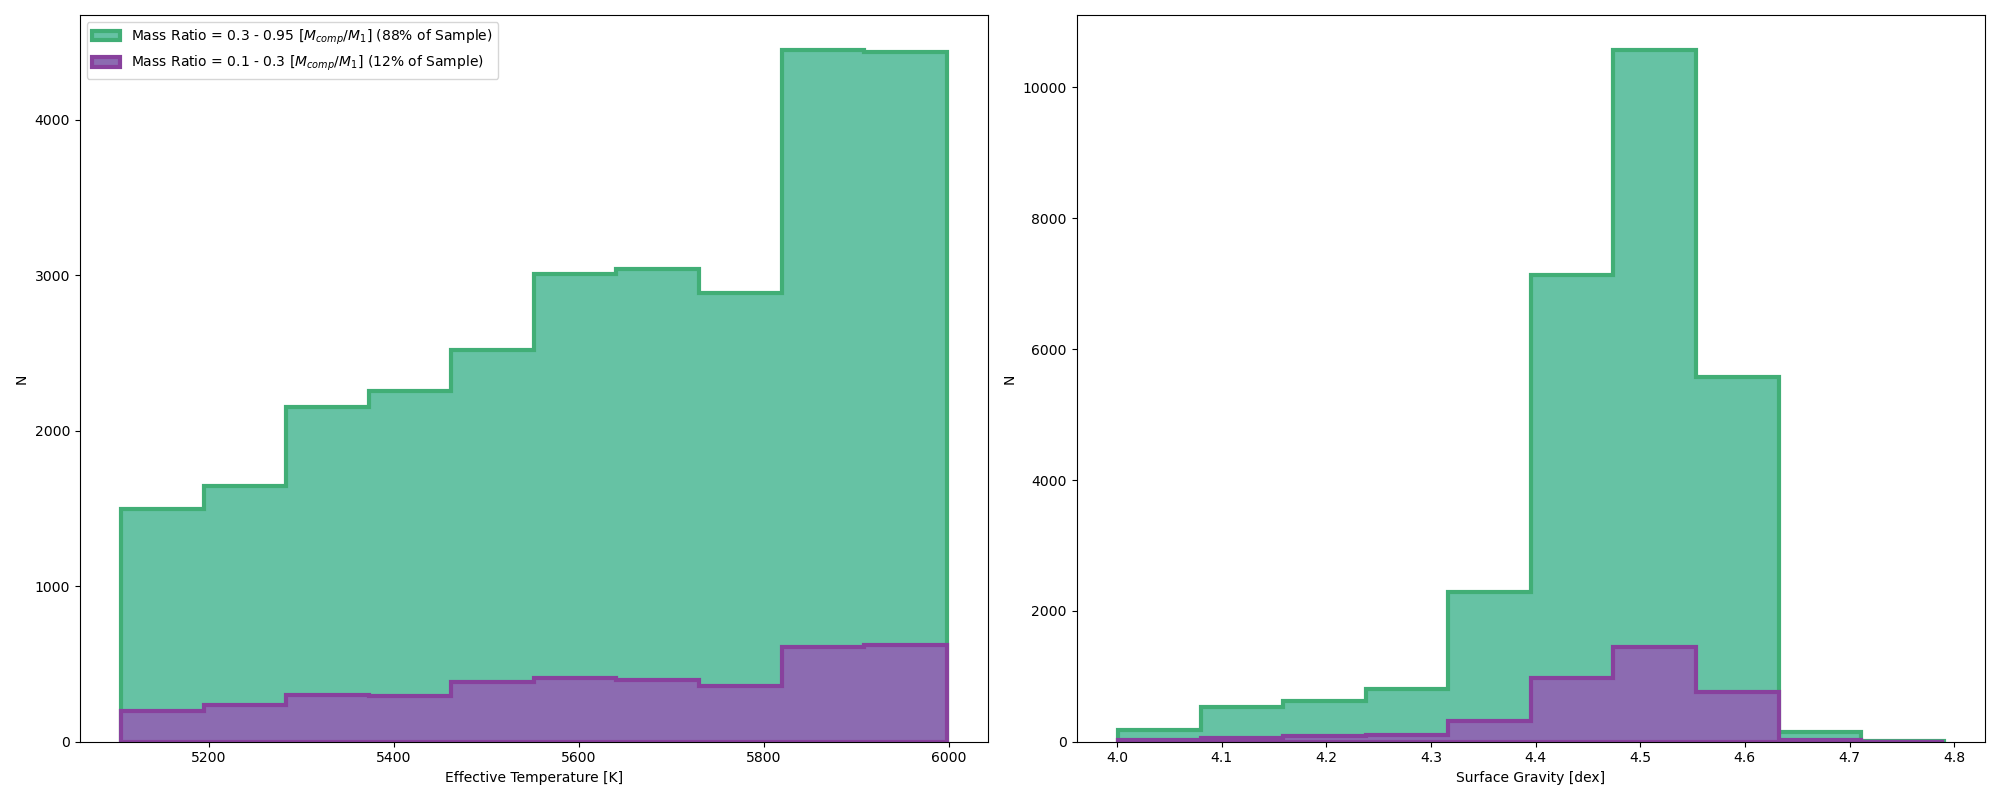 Mass Ratio = 0.3 - 0.95 [M_comp/M_1] (88% of Sample)
Mass Ratio = 0.1 - 0.3 [M_comp/M_1] (12% of Sample)
4000
3000
2000
1000
0
N
5200 5400 5600 5800 6000
Effective Temperature [K]
10000
8000
6000
4000
2000
0
N
4.0 4.1 4.2 4.3 4.4 4.5 4.6 4.7 4.8
Surface Gravity [dex]